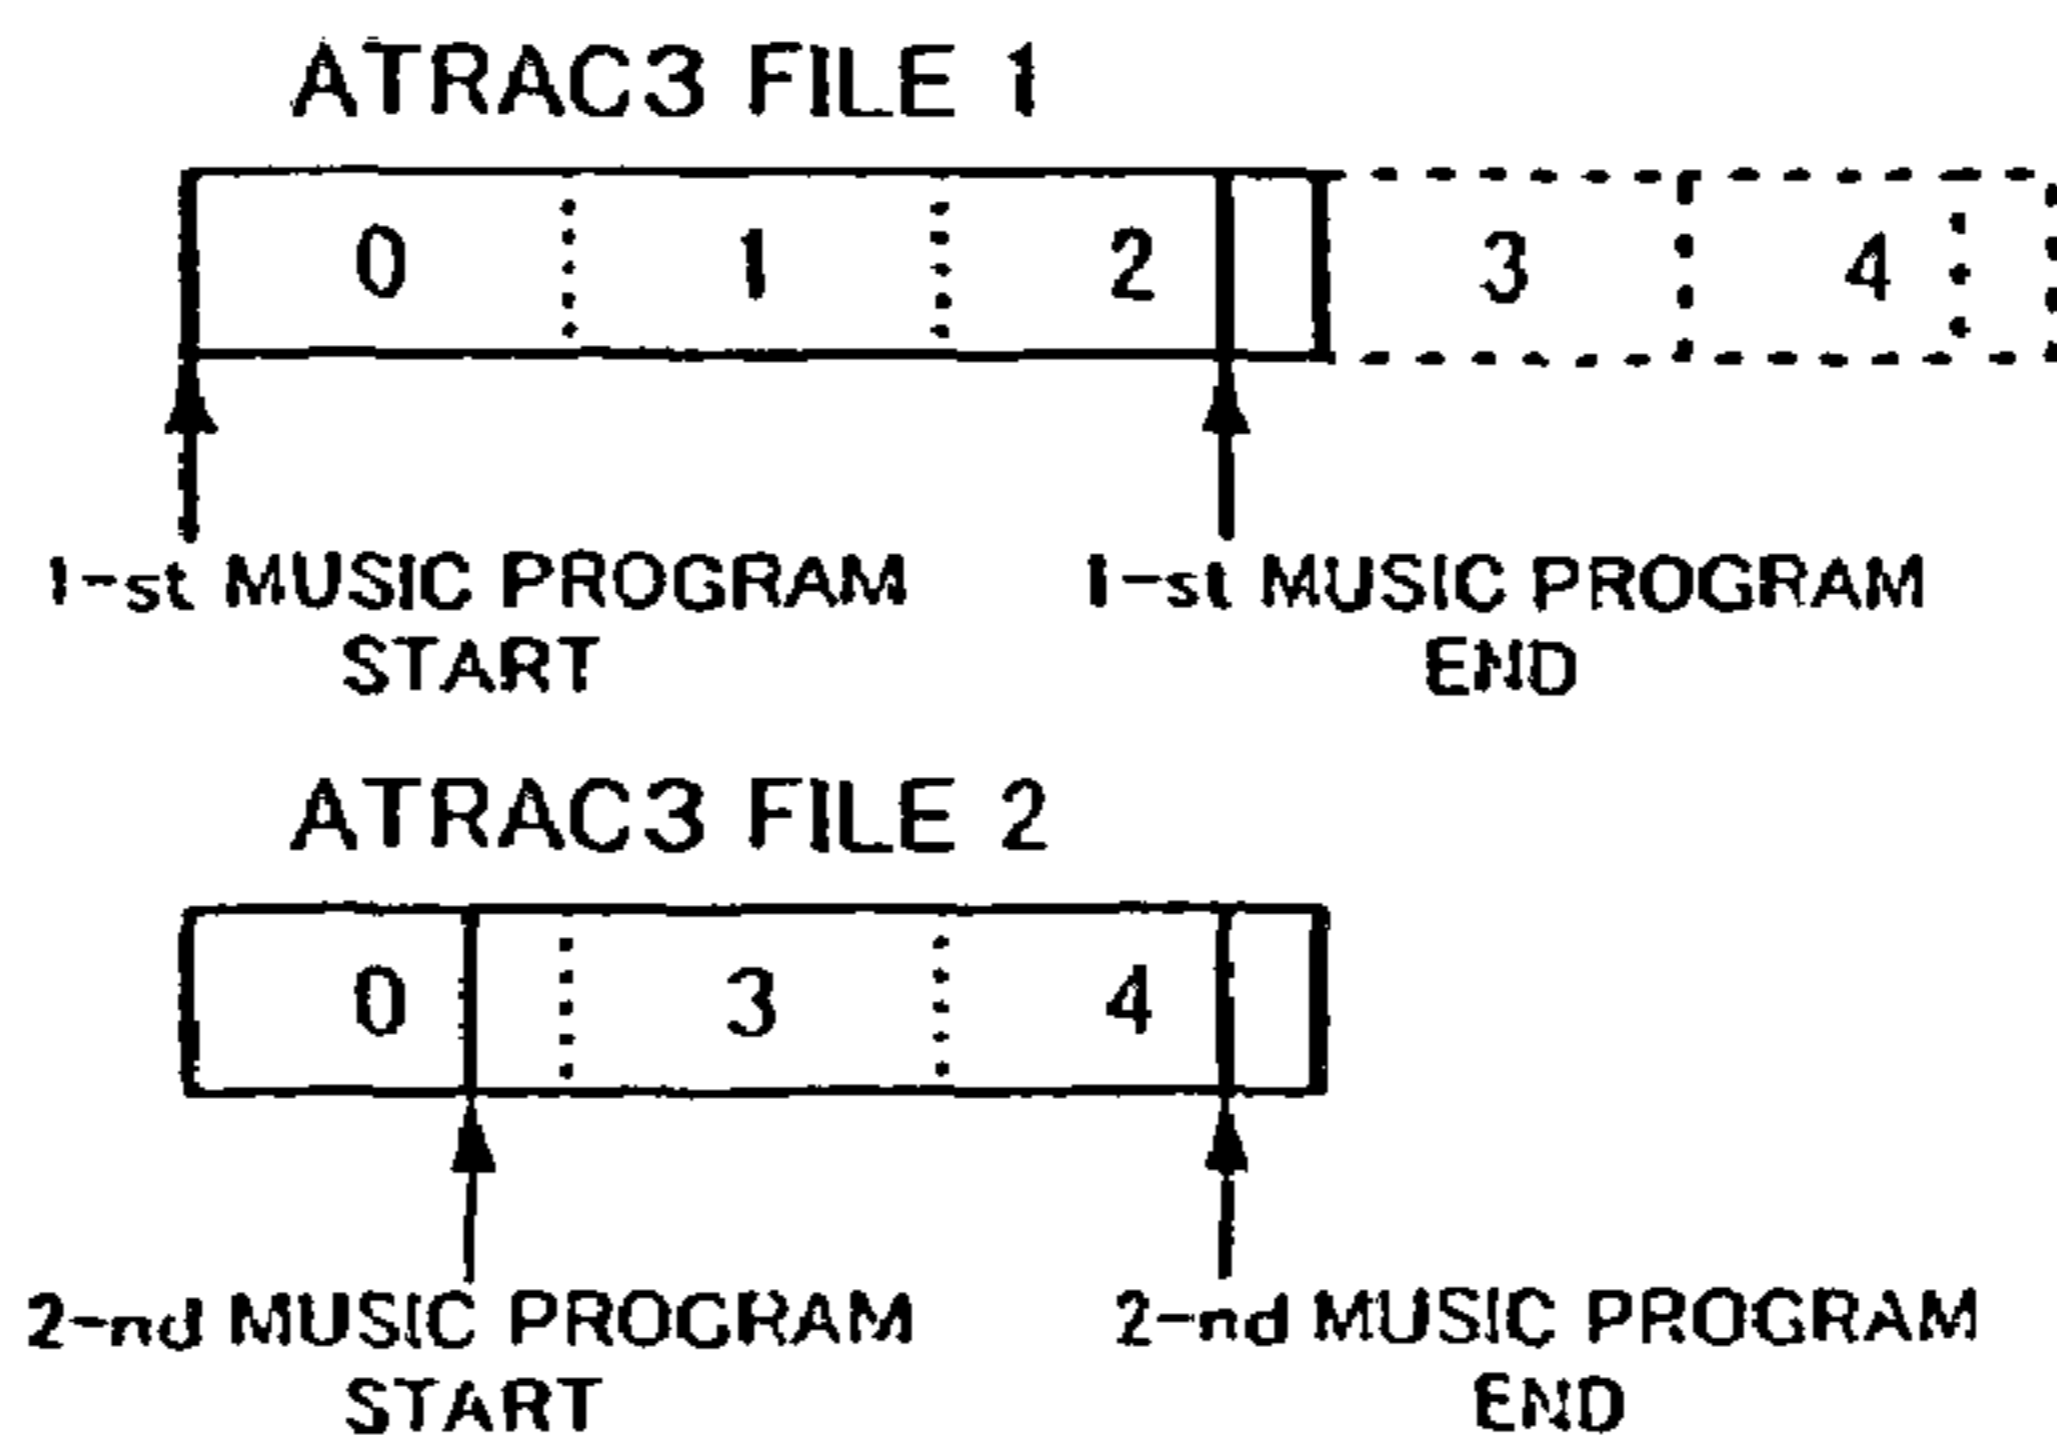 ATRAC3 FILE 1
0 1 2 3 4
1-st MUSIC PROGRAM
START
1-st MUSIC PROGRAM
END
ATRAC3 FILE 2
0 3 4
2-nd MUSIC PROGRAM
START
2-nd MUSIC PROGRAM
END